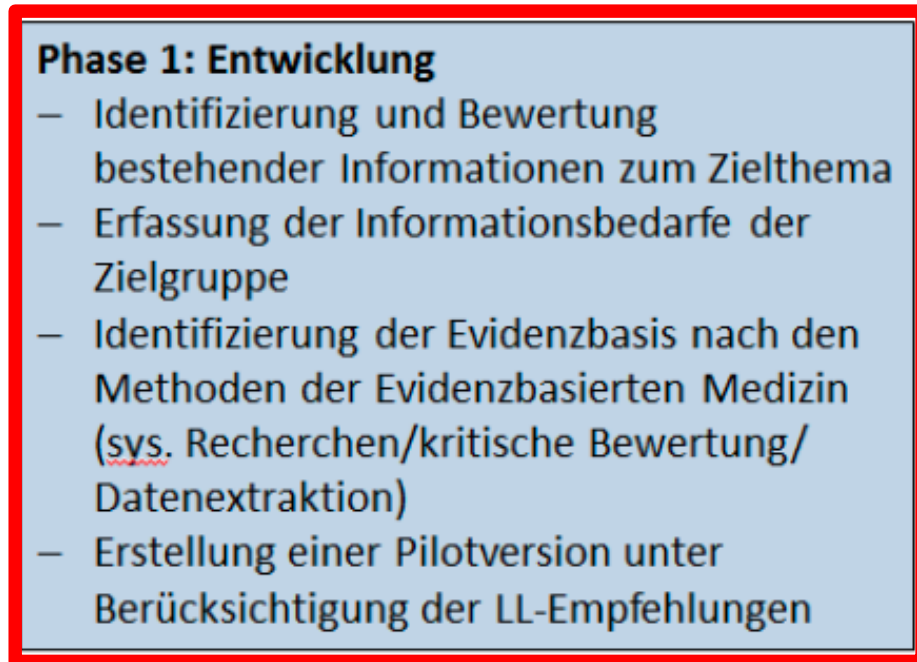 Phase 1: Entwicklung
– Identifizierung und Bewertung
bestehender Informationen zum Zielthema
– Erfassung der Informationsbedarfe der
Zielgruppe
– Identifizierung der Evidenzbasis nach den
Methoden der Evidenzbasierten Medizin
(sys. Recherchen/kritische Bewertung/
Datenextraktion)
– Erstellung einer Pilotversion unter
Berücksichtigung der LL-Empfehlungen